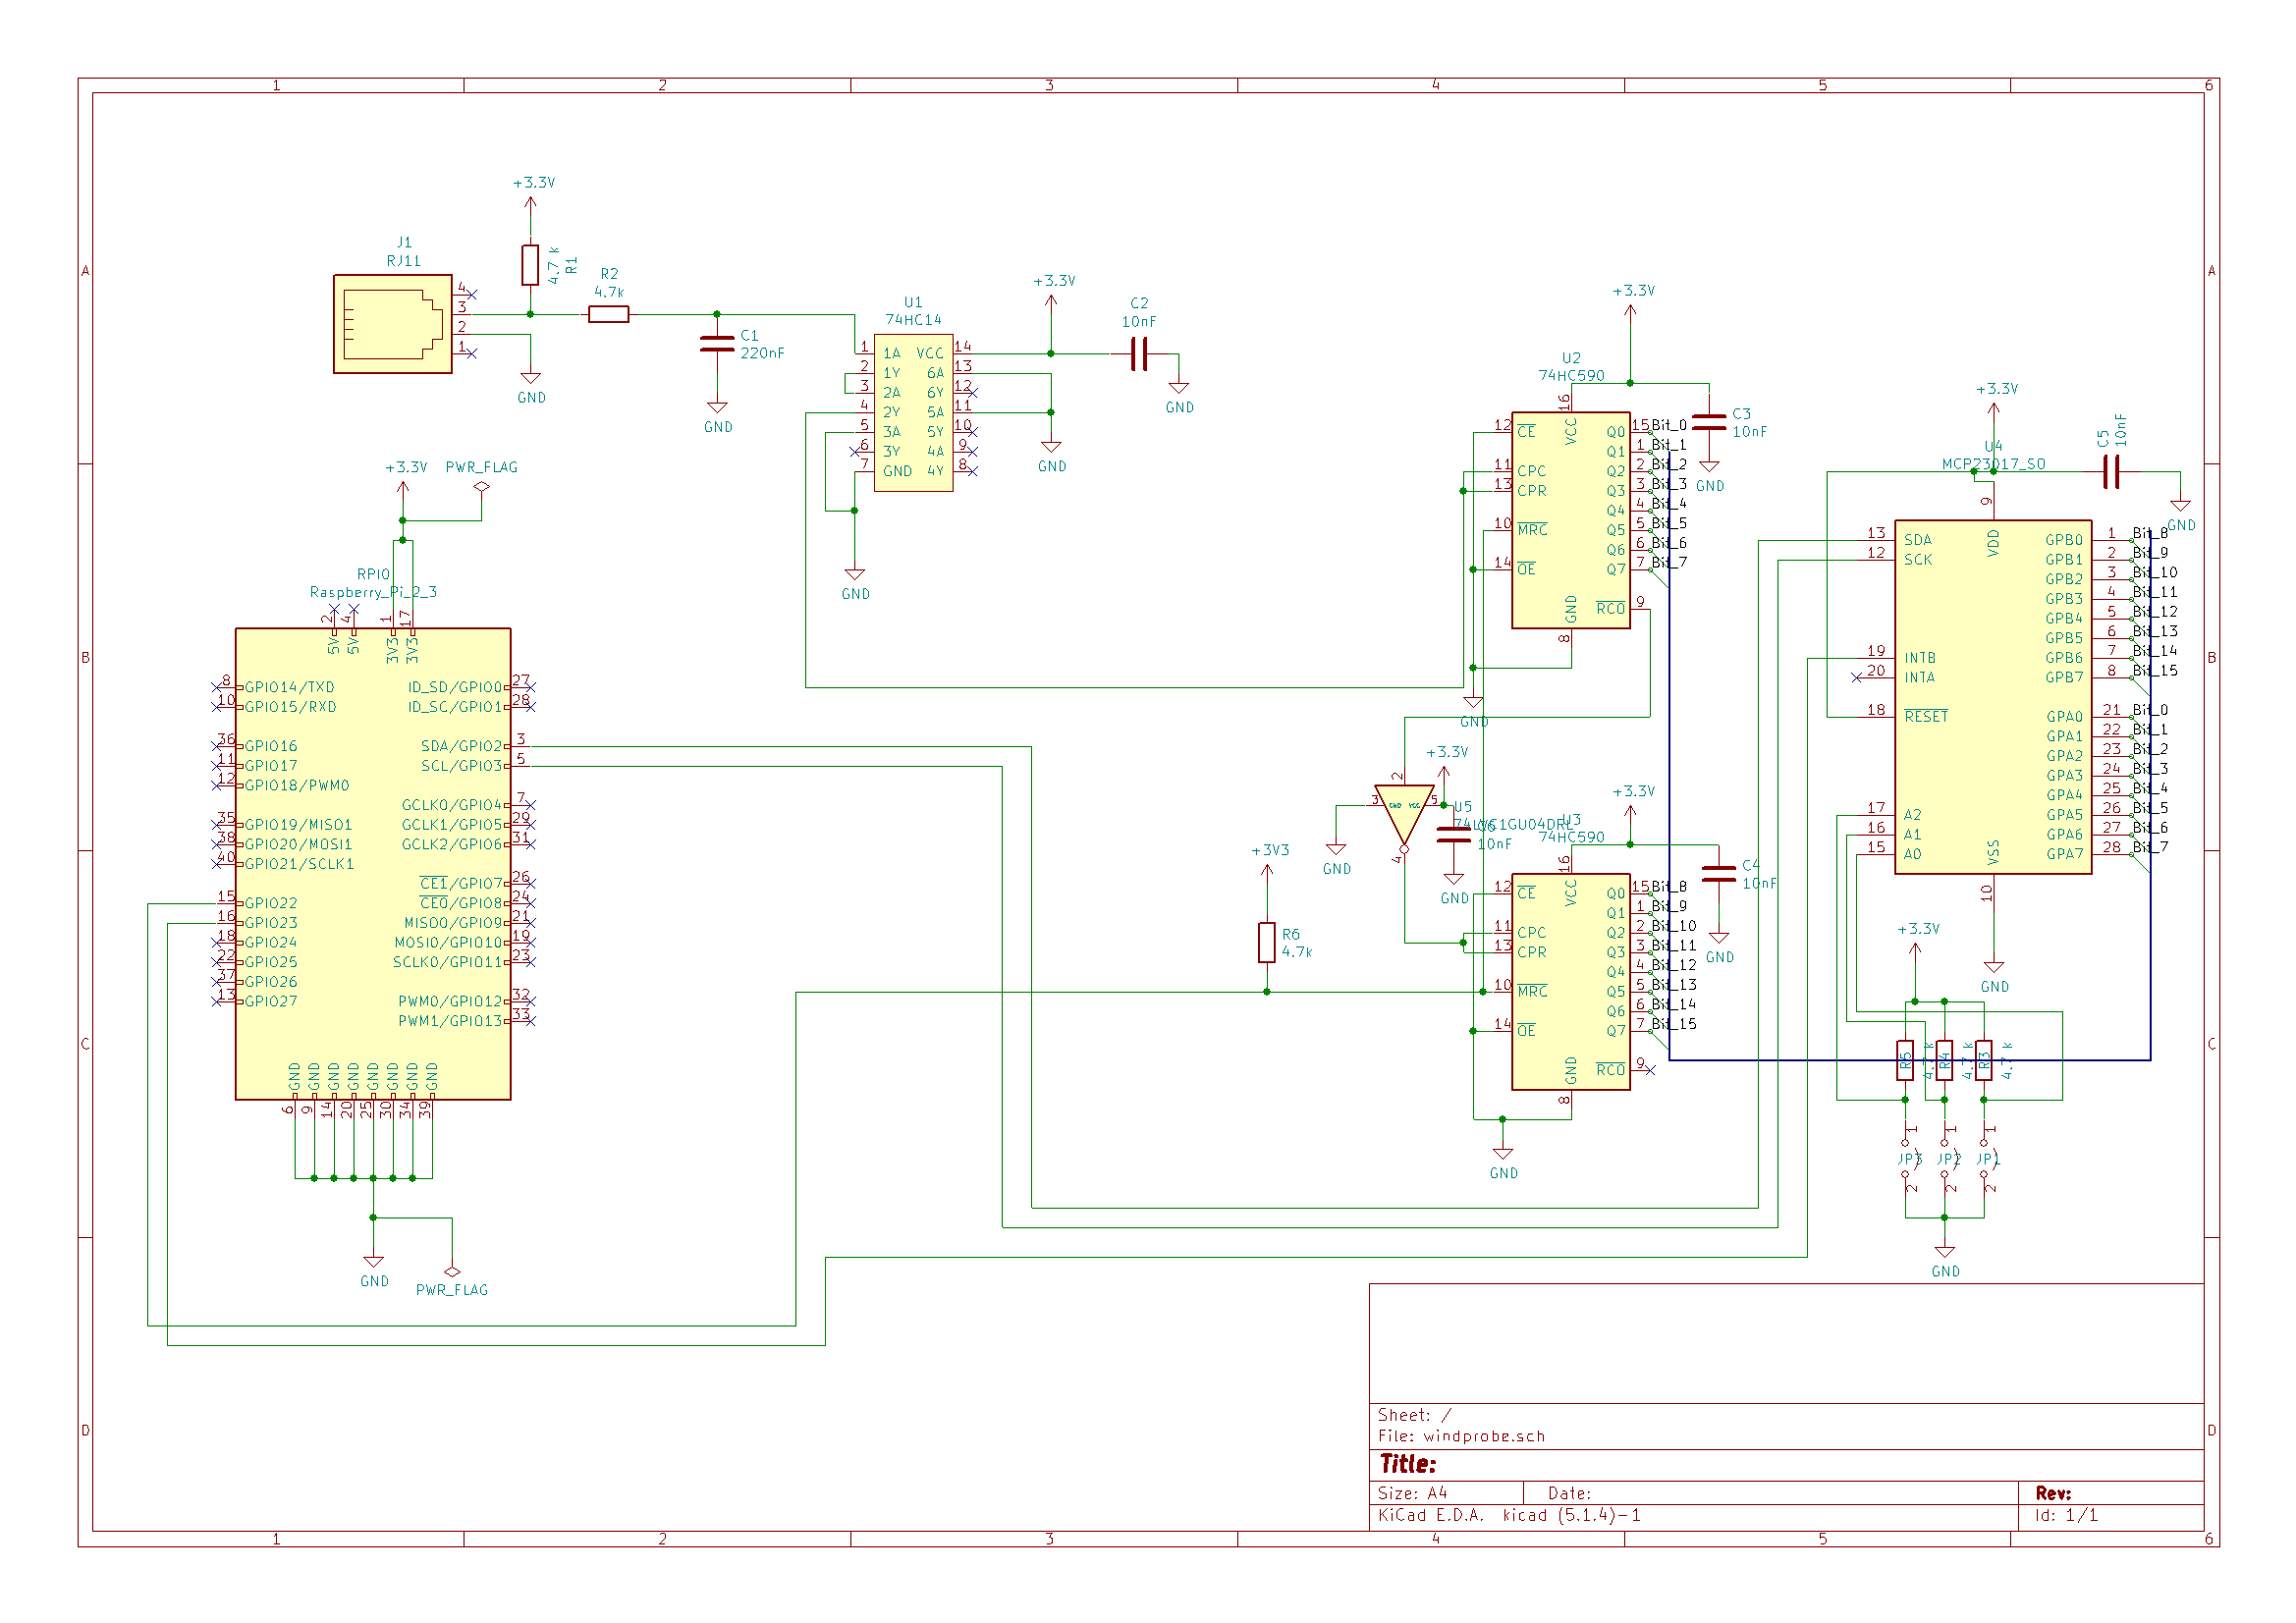 1 2 3 4 5 6
A A
B B
C C
D D
+3.3V
J1
RJ11
4
3
2
1
4.7 k
R1
R2
4.7k
GND
C1
220nF
GND
U1
74HC14
1 1A VCC 14
2 1Y 6A 13
3 2A 6Y 12
4 2Y 5A 11
5 3A 5Y 10
6 3Y 4A 9
7 GND 4Y 8
+3.3V
C2
10nF
GND
GND
GND
+3.3V PWR_FLAG
RPI0
Raspberry_Pi_2_3
2 4 1 17
5V 5V 3V3 3V3
8 GPIO14/TXD ID_SD/GPIO0 27
10 GPIO15/RXD ID_SC/GPIO1 28
36 GPIO16 SDA/GPIO2 3
11 GPIO17 SCL/GPIO3 5
12 GPIO18/PWM0
GCLK0/GPIO4 7
35 GPIO19/MISO1 GCLK1/GPIO5 29
38 GPIO20/MOSI1 GCLK2/GPIO6 31
40 GPIO21/SCLK1
CE1/GPIO7 26
15 GPIO22 CE0/GPIO8 24
16 GPIO23 MISO0/GPIO9 21
18 GPIO24 MOSI0/GPIO10 19
22 GPIO25 SCLK0/GPIO11 23
37 GPIO26
13 GPIO27 PWM0/GPIO12 32
PWM1/GPIO13 33
GND GND GND GND GND GND GND GND
6 9 14 20 25 30 34 39
GND
PWR_FLAG
+3.3V
U2
74HC590
16
VCC
12 CE Q0 15 Bit_0
Q1 1 Bit_1
11 CPC Q2 2 Bit_2
13 CPR Q3 3 Bit_3
Q4 4 Bit_4
10 MRC Q5 5 Bit_5
Q6 6 Bit_6
14 OE Q7 7 Bit_7
RCO 9
GND
8
C3
10nF
GND
GND
+3.3V
2
3 GND VCC 5
4
U5
74LVC1GU04DRL
GND
C6
10nF
GND
+3V3
R6
4.7k
+3.3V
U3
74HC590
16
VCC
12 CE Q0 15 Bit_8
Q1 1 Bit_9
11 CPC Q2 2 Bit_10
13 CPR Q3 3 Bit_11
Q4 4 Bit_12
10 MRC Q5 5 Bit_13
Q6 6 Bit_14
14 OE Q7 7 Bit_15
RCO 9
GND
8
C4
10nF
GND
GND
+3.3V
U4
MCP23017_SO
C5
10nF
GND
9
VDD
13 SDA GPB0 1 Bit_8
12 SCK GPB1 2 Bit_9
GPB2 3 Bit_10
GPB3 4 Bit_11
GPB4 5 Bit_12
GPB5 6 Bit_13
19 INTB GPB6 7 Bit_14
20 INTA GPB7 8 Bit_15
18 RESET GPA0 21 Bit_0
GPA1 22 Bit_1
GPA2 23 Bit_2
GPA3 24 Bit_3
GPA4 25 Bit_4
17 A2 GPA5 26 Bit_5
16 A1 GPA6 27 Bit_6
15 A0 GPA7 28 Bit_7
VSS
10
GND
+3.3V
R5 4.7 k R4 4.7 k R3 4.7 k
1 1 1
JP3 JP2 JP1
2 2 2
GND
Sheet: /
File: windprobe.sch
Title:
Size: A4 Date: Rev:
KiCad E.D.A. kicad (5.1.4)-1 Id: 1/1
1 2 3 4 5 6